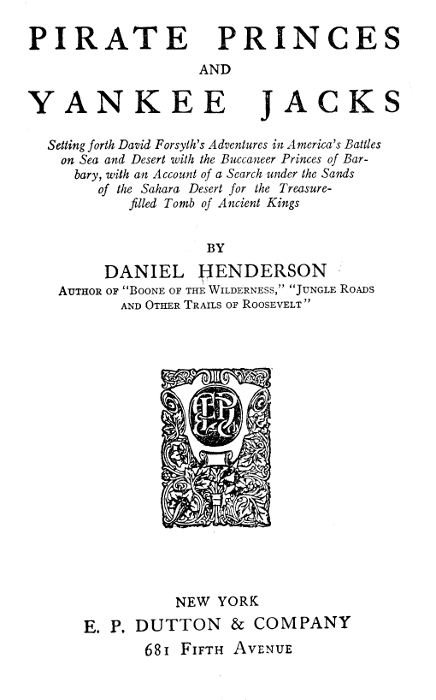 PIRATE PRINCES
AND
YANKEE JACKS
Setting forth David Forsyth's Adventures in America's Battles
on Sea and Desert with the Buccaneer Princes of Bar-
bary, with an Account of a Search under the Sands
of the Sahara Desert for the Treasure-
filled Tomb of Ancient Kings
BY
DANIEL HENDERSON
AUTHOR OF "BOONE OF THE WILDERNESS," "JUNGLE ROADS
AND OTHER TRAILS OF ROOSEVELT"
NEW YORK
E. P. DUTTON & COMPANY
681 FIFTH AVENUE